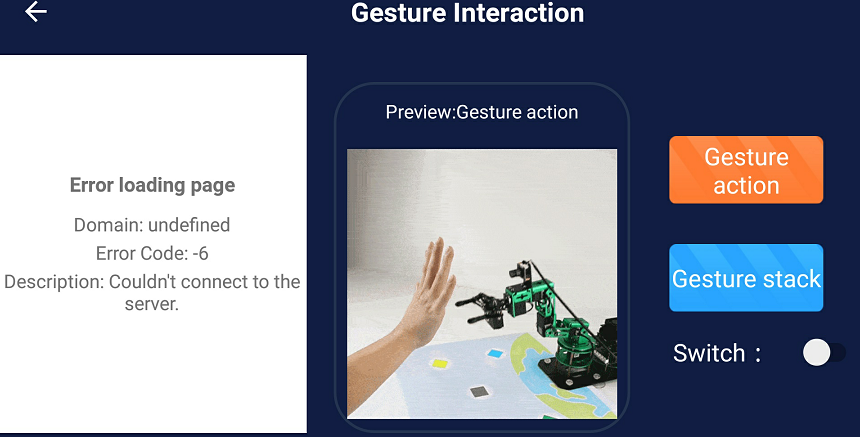 Gesture Interaction
Error loading page
Domain: undefined
Error Code: -6
Description: Couldn't connect to the
server.
Preview:Gesture action
Gesture
action
Gesture stack
Switch：